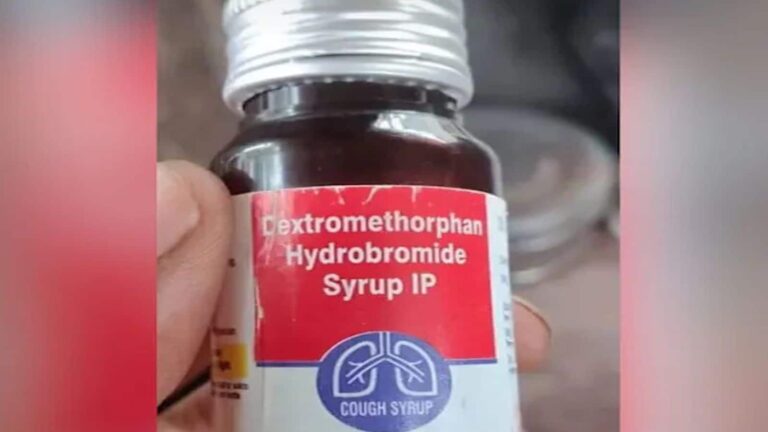 Dextromethorphan
Hydrobromide
Syrup IP
COUGH SYRUP